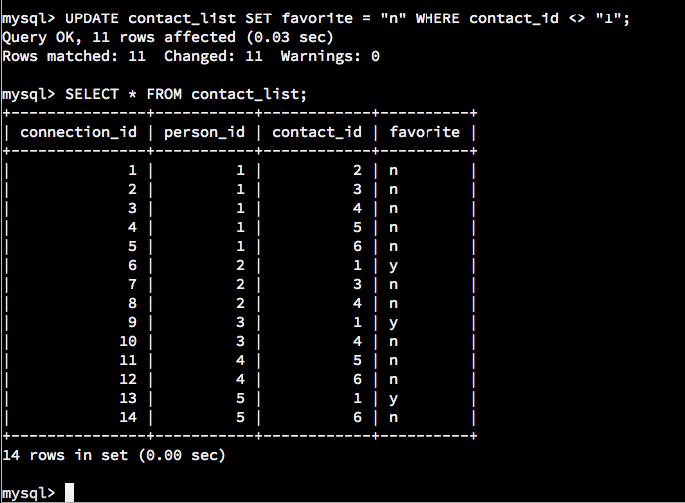 mysql> UPDATE contact_list SET favorite = "n" WHERE contact_id <> "1";
Query OK, 11 rows affected (0.03 sec)
Rows matched: 11  Changed: 11  Warnings: 0
mysql> SELECT * FROM contact_list;
+---------------+-----------+------------+----------+
| connection_id | person_id | contact_id | favorite |
+---------------+-----------+------------+----------+
|             1 |         1 |          2 | n        |
|             2 |         1 |          3 | n        |
|             3 |         1 |          4 | n        |
|             4 |         1 |          5 | n        |
|             5 |         1 |          6 | n        |
|             6 |         2 |          1 | y        |
|             7 |         2 |          3 | n        |
|             8 |         2 |          4 | n        |
|             9 |         3 |          1 | y        |
|            10 |         3 |          4 | n        |
|            11 |         4 |          5 | n        |
|            12 |         4 |          6 | n        |
|            13 |         5 |          1 | y        |
|            14 |         5 |          6 | n        |
+---------------+-----------+------------+----------+
14 rows in set (0.00 sec)
mysql>